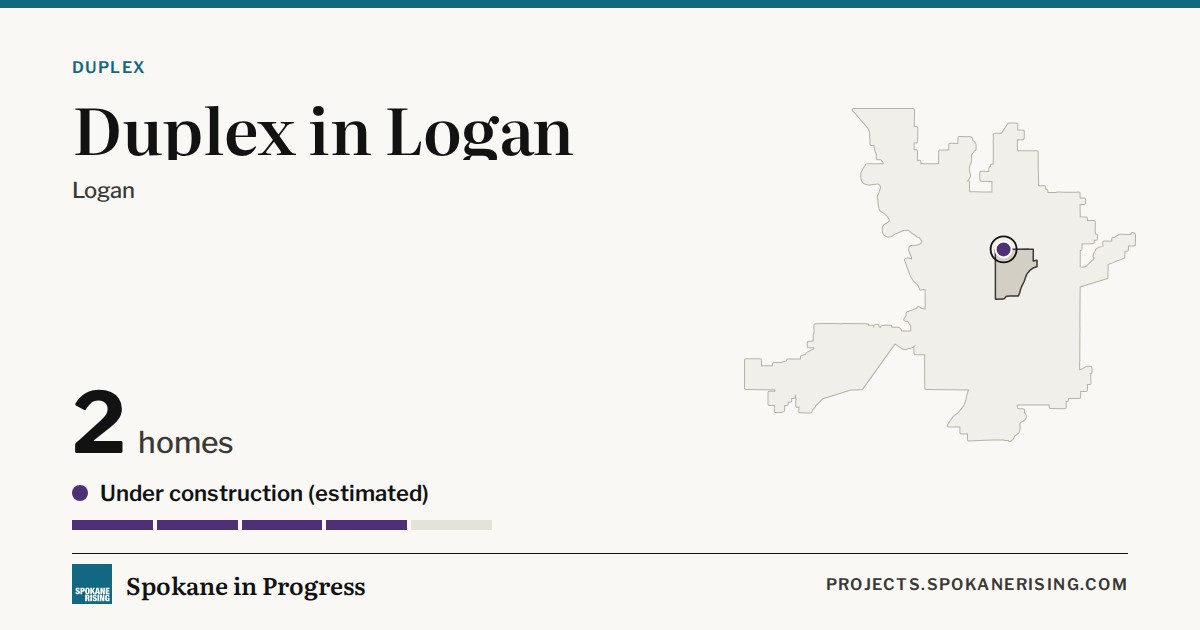 DUPLEX
Duplex in Logan
Logan
2 homes
Under construction (estimated)
SPOKANE
RISING
Spokane in Progress
PROJECTS.SPOKANERISING.COM